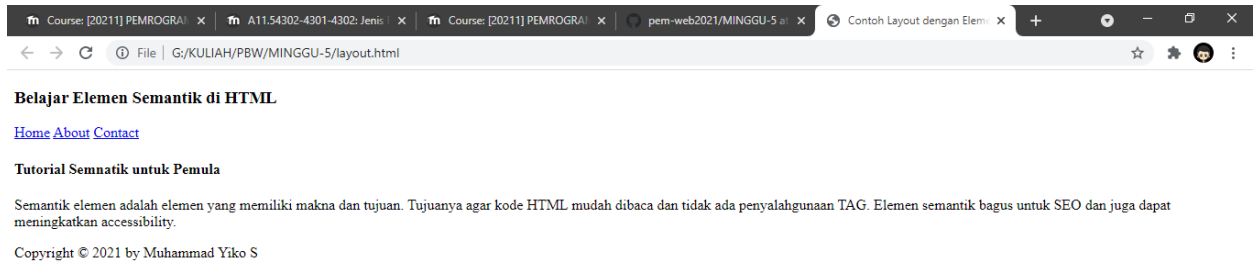 Course: [20211] PEMROGRAM
A11.54302-4301-4302: Jenis
Course: [20211] PEMROGRAM
pem-web2021/MINGGU-5 at
Contoh Layout dengan Eleme
File
G:/KULIAH/PBW/MINGGU-5/layout.html
Belajar Elemen Semantik di HTML
Home About Contact
Tutorial Semnatik untuk Pemula
Semantik elemen adalah elemen yang memiliki makna dan tujuan. Tujuanya agar kode HTML mudah dibaca dan tidak ada penyalahgunaan TAG. Elemen semantik bagus untuk SEO dan juga dapat
meningkatkan accessibility.
Copyright © 2021 by Muhammad Yiko S